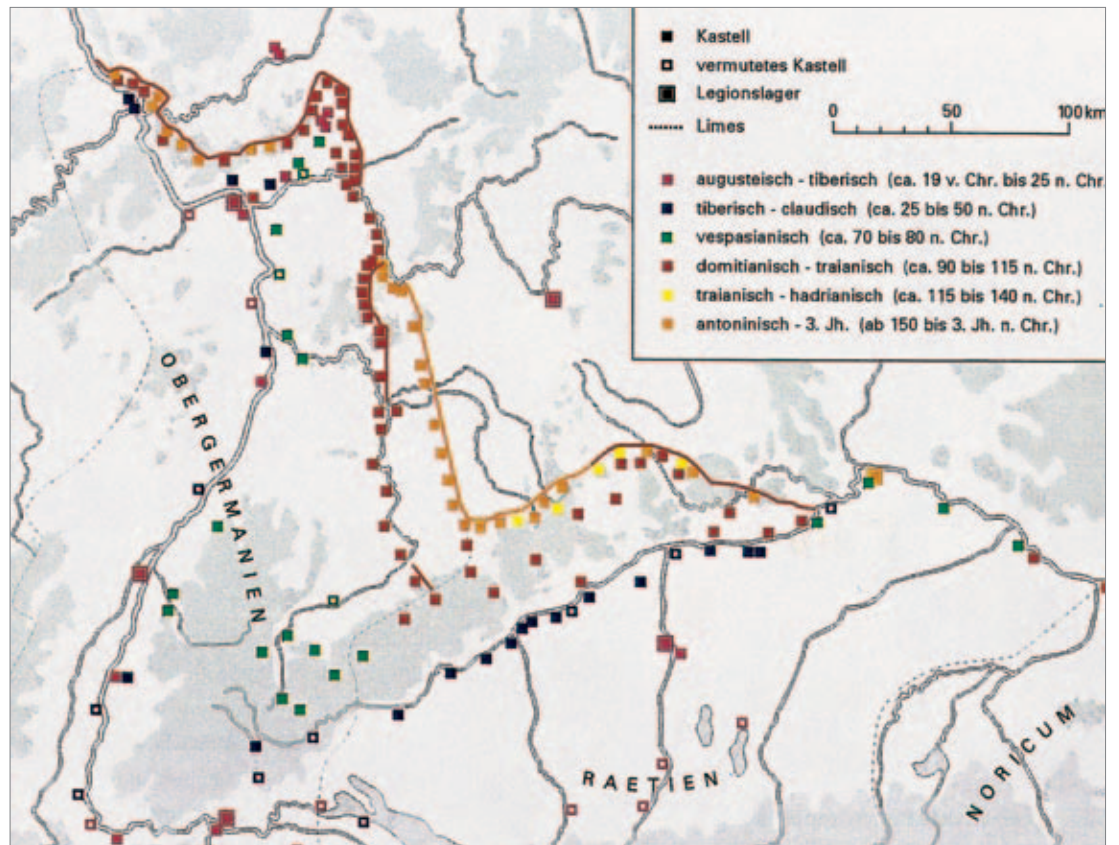 Kastell
vermutetes Kastell
Legionslager
Limes
0 50 100 km
augusteisch - tiberisch (ca. 19 v. Chr. bis 25 n. Chr.
tiberisch - claudisch (ca. 25 bis 50 n. Chr.)
vespasianisch (ca. 70 bis 80 n. Chr.)
domitianisch - traianisch (ca. 90 bis 115 n. Chr.)
traianisch - hadrianisch (ca. 115 bis 140 n. Chr.)
antoninisch - 3. Jh. (ab 150 bis 3. Jh. n. Chr.)
OBERGERMANIEN
RAETIEN
NORICUM